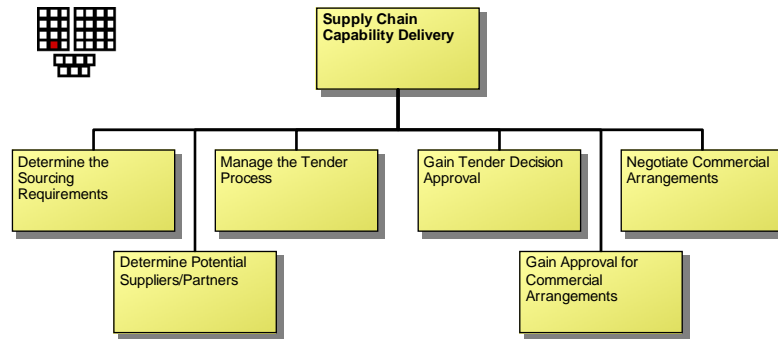 Supply Chain
Capability Delivery
Determine the
Sourcing
Requirements
Manage the Tender
Process
Gain Tender Decision
Approval
Negotiate Commercial
Arrangements
Determine Potential
Suppliers/Partners
Gain Approval for
Commercial
Arrangements